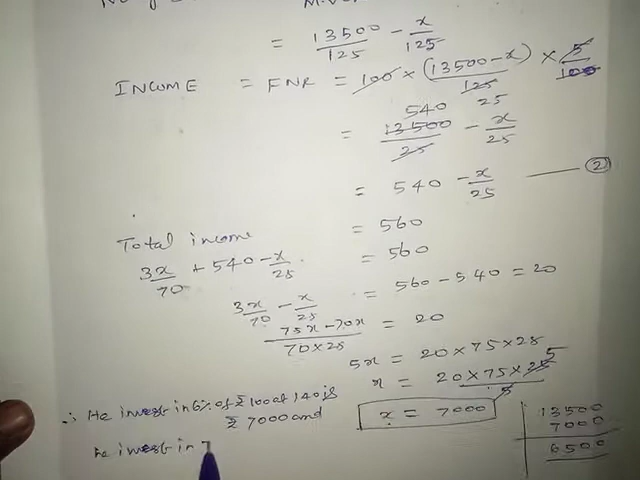 = 13500/125 - x/125
INCOME = FNR = 100 × (13500-x)/125 × 5/100
540 25
= 13500/25 - x/25
= 540 - x/25 ②
Total income = 560
3x/70 + 540 - x/25 = 560
3x/70 - x/25 = 560-540 = 20
75x-70x/70×25 = 20
5x = 20×75×25
x = 20×75×25/5 5
∴ He invest in 6% of ₹100 at 140 is
₹ 7000 and
x = 7000
he invest in 7
13500
7000
6500